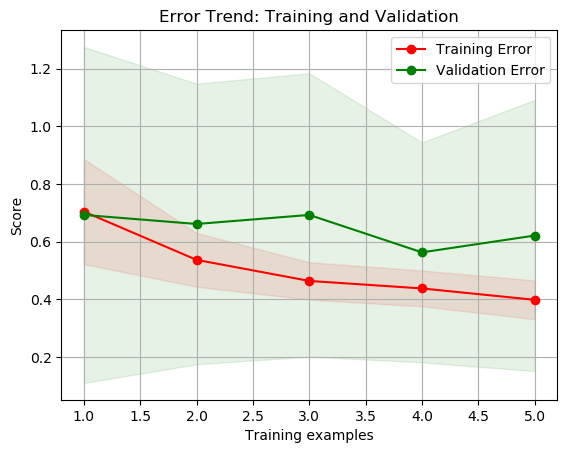 Error Trend: Training and Validation
Training Error
Validation Error
Score
1.2
1.0
0.8
0.6
0.4
0.2
1.0 1.5 2.0 2.5 3.0 3.5 4.0 4.5 5.0
Training examples